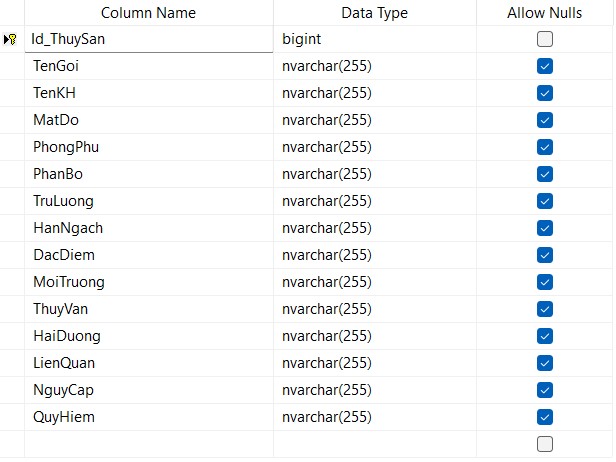 Column Name Data Type Allow Nulls
Id_ThuySan bigint
TenGoi nvarchar(255)
TenKH nvarchar(255)
MatDo nvarchar(255)
PhongPhu nvarchar(255)
PhanBo nvarchar(255)
TruLuong nvarchar(255)
HanNgach nvarchar(255)
DacDiem nvarchar(255)
MoiTruong nvarchar(255)
ThuyVan nvarchar(255)
HaiDuong nvarchar(255)
LienQuan nvarchar(255)
NguyCap nvarchar(255)
QuyHiem nvarchar(255)